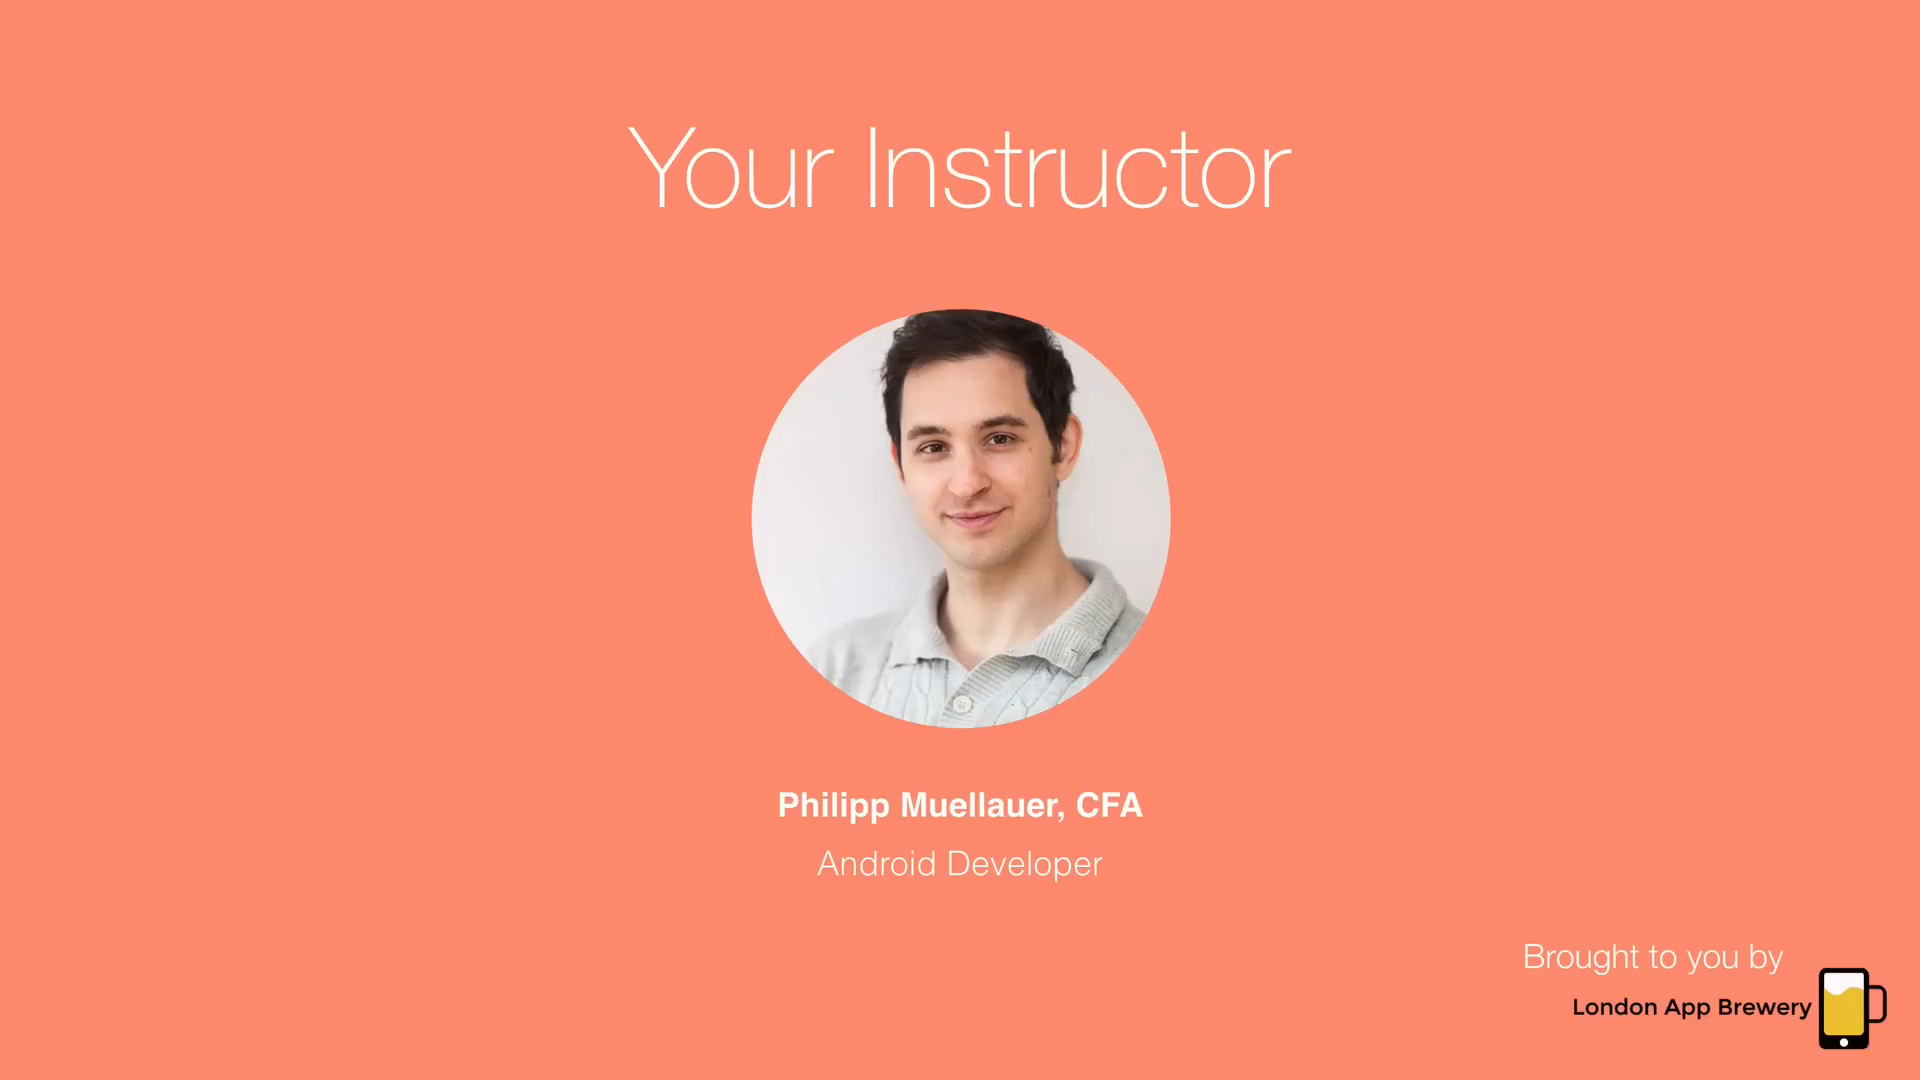 Your Instructor
Philipp Muellauer, CFA
Android Developer
Brought to you by
London App Brewery